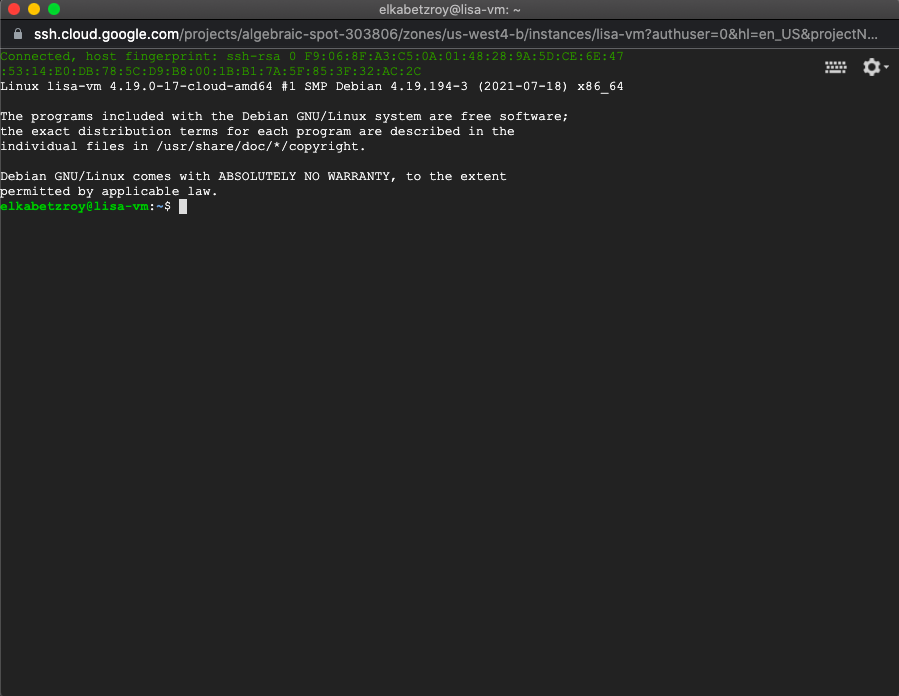 elkabetzroy@lisa-vm: ~
ssh.cloud.google.com/projects/algebraic-spot-303806/zones/us-west4-b/instances/lisa-vm?authuser=0&hl=en_US&projectN...
Connected, host fingerprint: ssh-rsa 0 F9:06:8F:A3:C5:0A:01:48:28:9A:5D:CE:6E:47
:53:14:E0:DB:78:5C:D9:B8:00:1B:B1:7A:5F:85:3F:32:AC:2C
Linux lisa-vm 4.19.0-17-cloud-amd64 #1 SMP Debian 4.19.194-3 (2021-07-18) x86_64
The programs included with the Debian GNU/Linux system are free software;
the exact distribution terms for each program are described in the
individual files in /usr/share/doc/*/copyright.
Debian GNU/Linux comes with ABSOLUTELY NO WARRANTY, to the extent
permitted by applicable law.
elkabetzroy@lisa-vm:~$